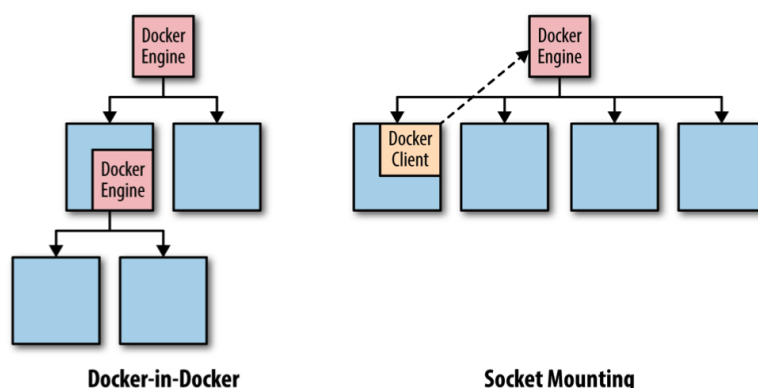 Docker
Engine
Docker
Engine
Docker-in-Docker
Docker
Engine
Docker
Client
Socket Mounting